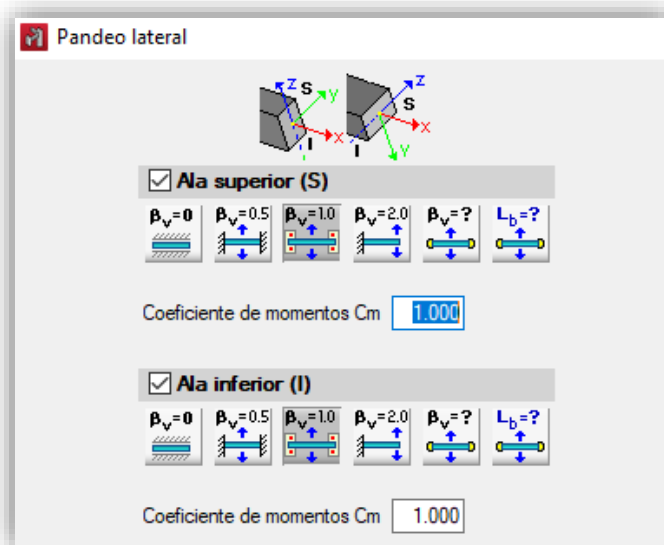 Pandeo lateral
z S y x I z S x I y
Ala superior (S)
βv=0 βv=0.5 βv=1.0 βv=2.0 βv=? Lb=?
Coeficiente de momentos Cm 1.000
Ala inferior (I)
βv=0 βv=0.5 βv=1.0 βv=2.0 βv=? Lb=?
Coeficiente de momentos Cm 1.000